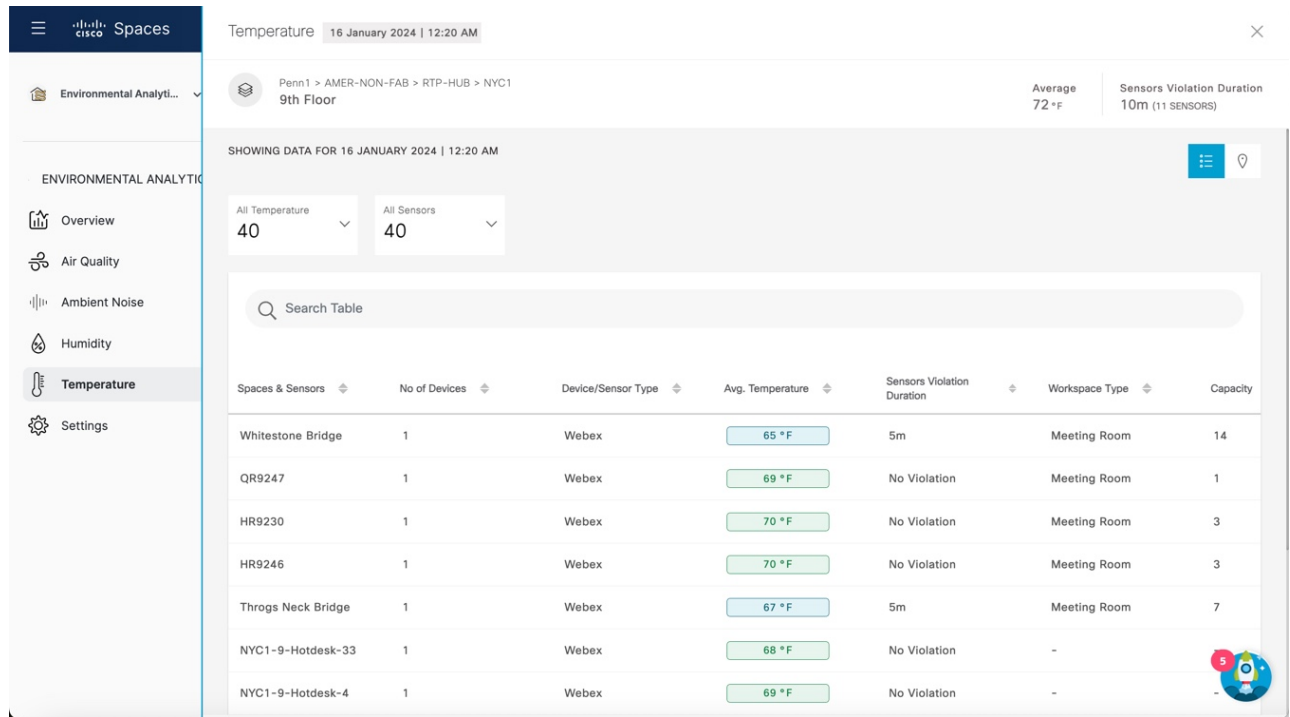 cisco Spaces
Temperature 16 January 2024 | 12:20 AM
Environmental Analyti...
Penn1 > AMER-NON-FAB > RTP-HUB > NYC1
9th Floor
Average
72 °F
Sensors Violation Duration
10m (11 SENSORS)
ENVIRONMENTAL ANALYTIC
Overview
Air Quality
Ambient Noise
Humidity
Temperature
Settings
SHOWING DATA FOR 16 JANUARY 2024 | 12:20 AM
All Temperature
40
All Sensors
40
Search Table
Spaces & Sensors No of Devices Device/Sensor Type Avg. Temperature Sensors Violation Duration Workspace Type Capacity
Whitestone Bridge 1 Webex 65 °F 5m Meeting Room 14
QR9247 1 Webex 69 °F No Violation Meeting Room 1
HR9230 1 Webex 70 °F No Violation Meeting Room 3
HR9246 1 Webex 70 °F No Violation Meeting Room 3
Throgs Neck Bridge 1 Webex 67 °F 5m Meeting Room 7
NYC1-9-Hotdesk-33 1 Webex 68 °F No Violation -
5
NYC1-9-Hotdesk-4 1 Webex 69 °F No Violation - -